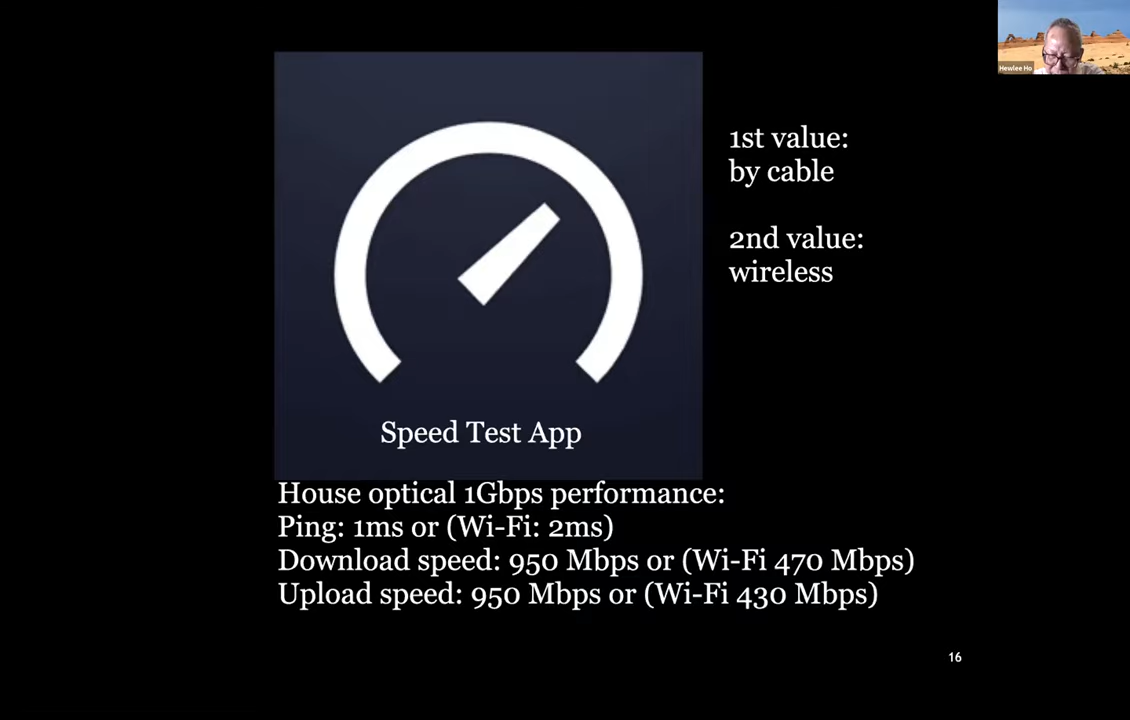 Hewlee Ho
1st value:
by cable
2nd value:
wireless
Speed Test App
House optical 1Gbps performance:
Ping: 1ms or (Wi-Fi: 2ms)
Download speed: 950 Mbps or (Wi-Fi 470 Mbps)
Upload speed: 950 Mbps or (Wi-Fi 430 Mbps)
16